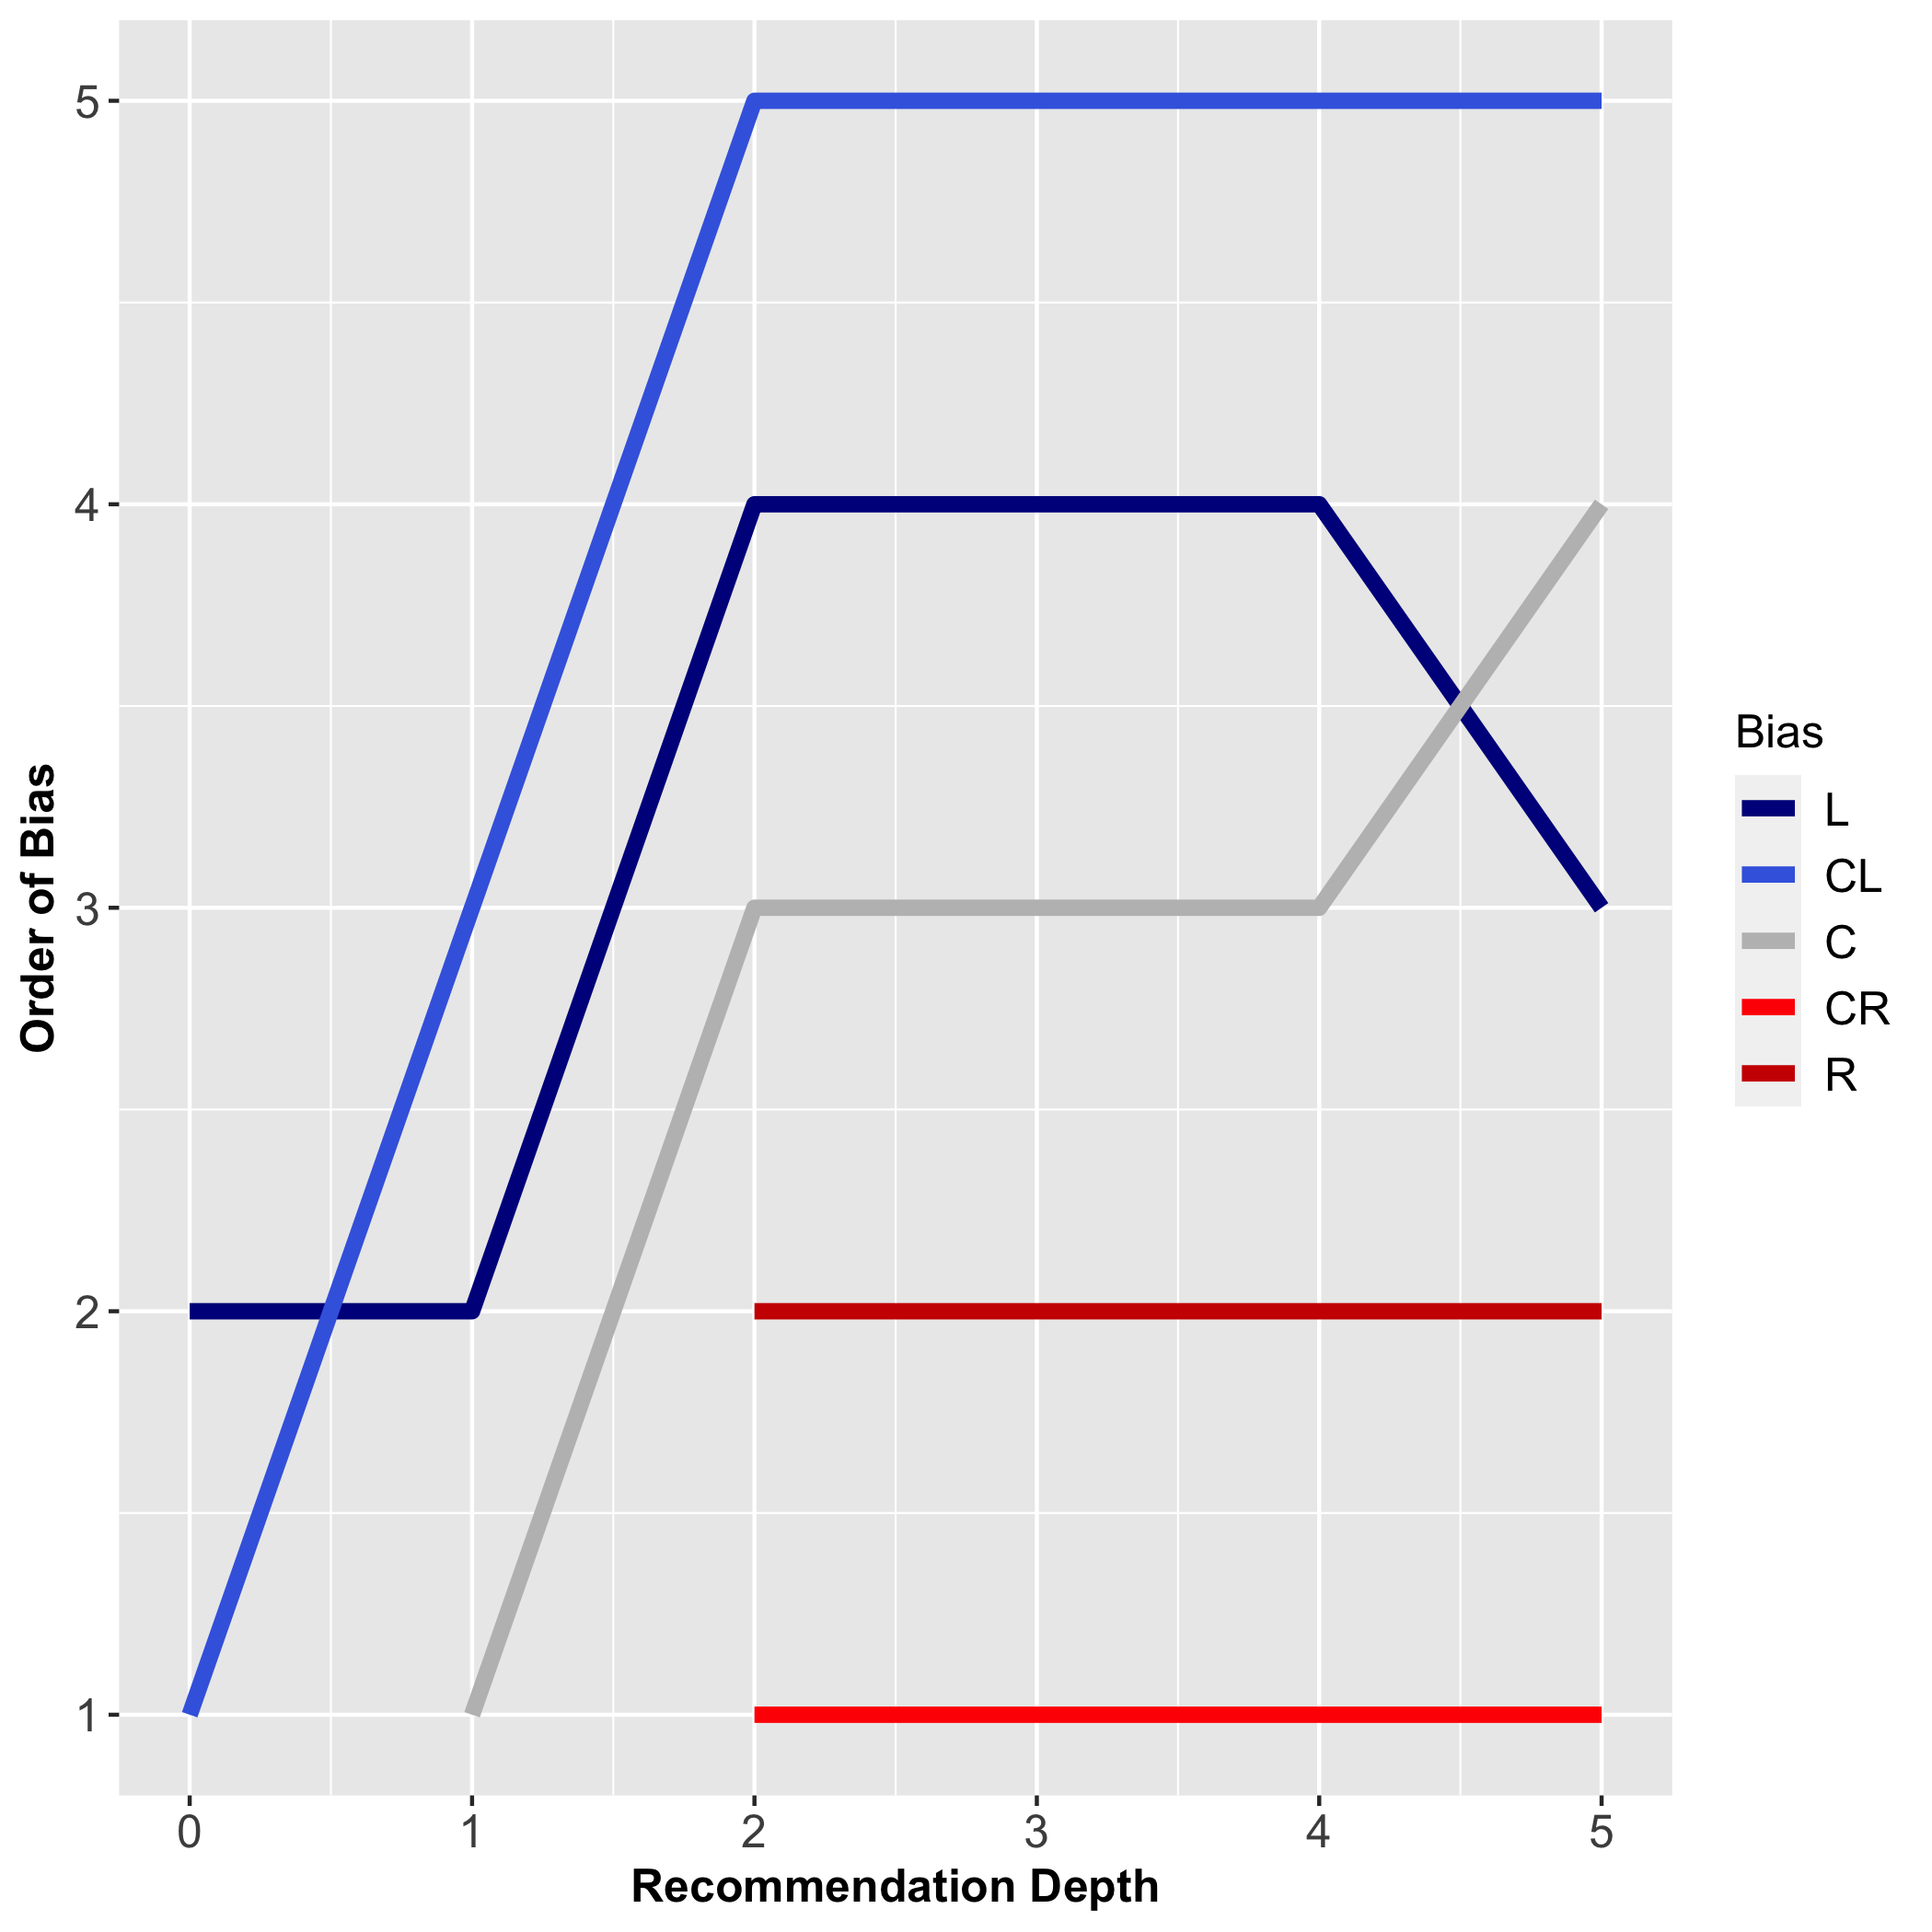 Order of Bias
5
4
3
2
1
0 1 2 3 4 5
Recommendation Depth
Bias
L
CL
C
CR
R